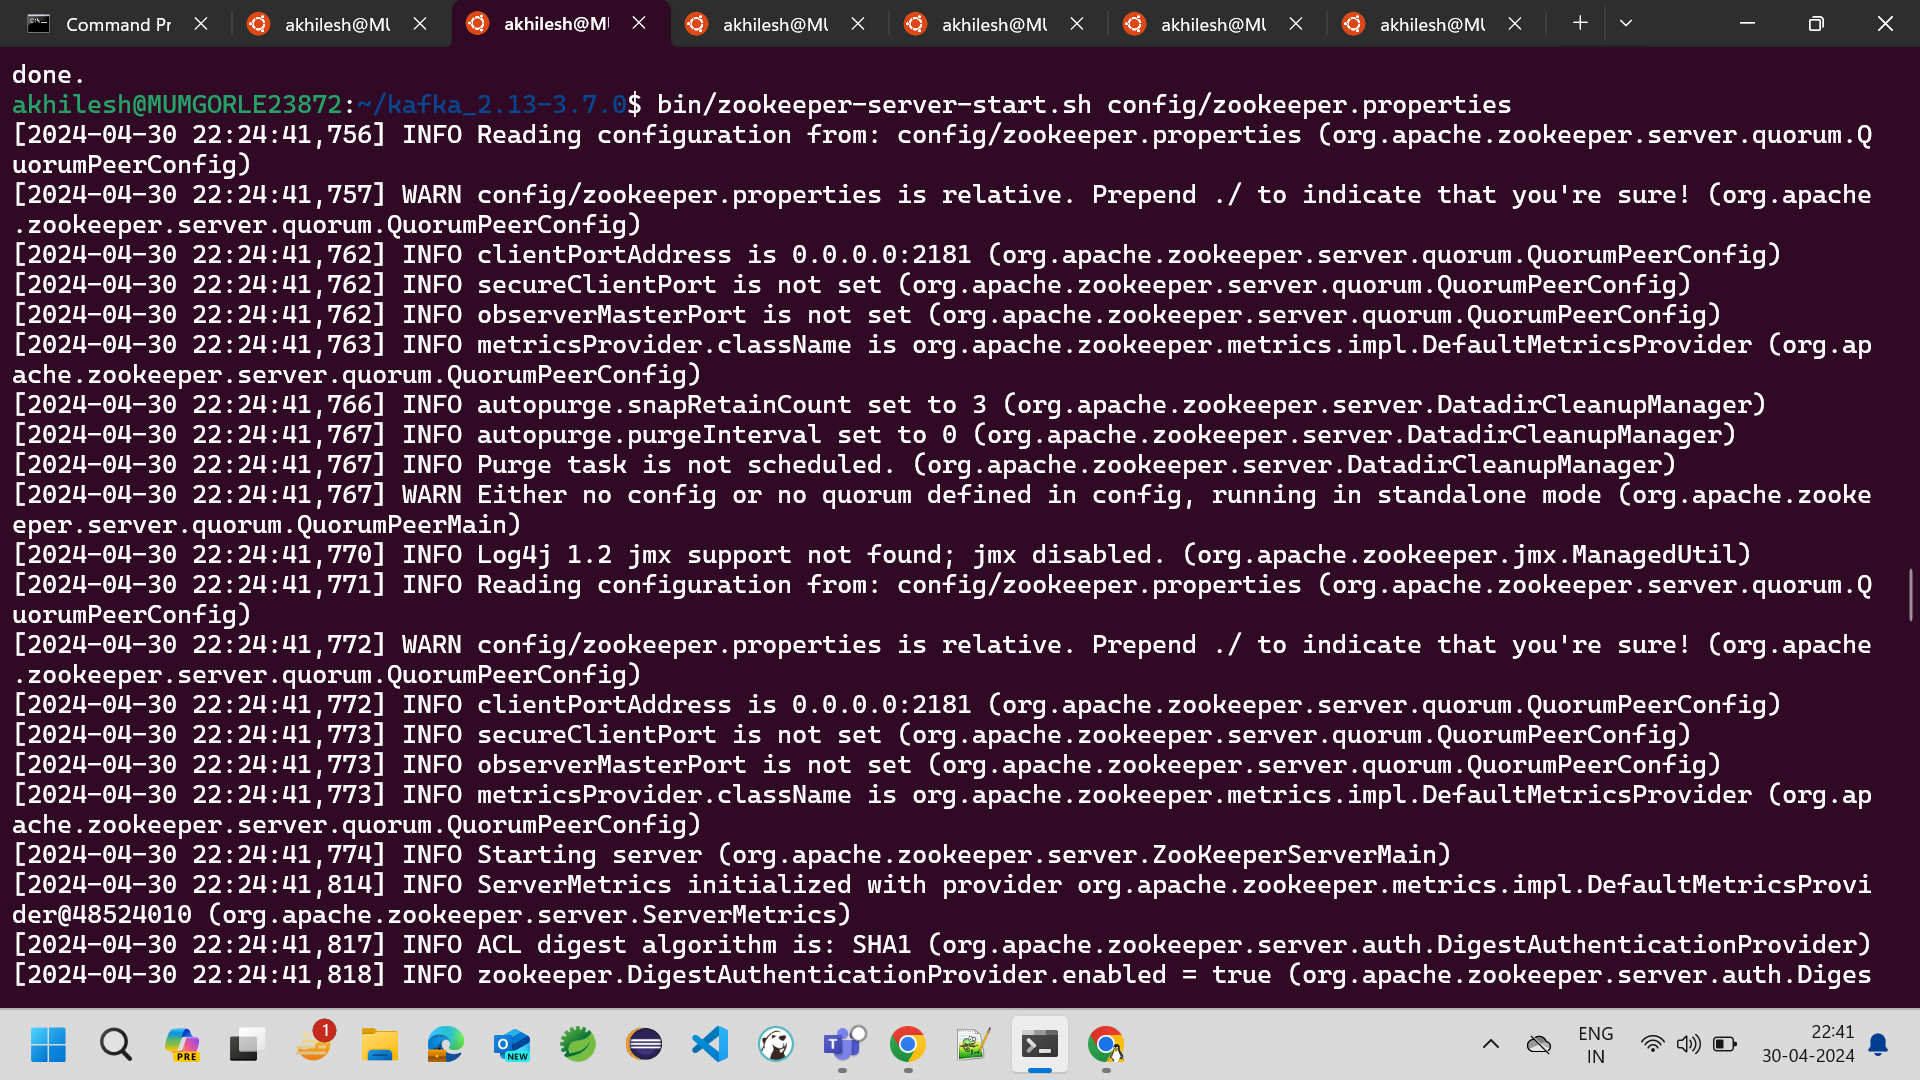 Command Pr
akhilesh@MU
akhilesh@MU
akhilesh@MU
akhilesh@MU
akhilesh@MU
akhilesh@MU
done.
akhilesh@MUMGORLE23872:~/kafka_2.13-3.7.0$ bin/zookeeper-server-start.sh config/zookeeper.properties
[2024-04-30 22:24:41,756] INFO Reading configuration from: config/zookeeper.properties (org.apache.zookeeper.server.quorum.Q
uorumPeerConfig)
[2024-04-30 22:24:41,757] WARN config/zookeeper.properties is relative. Prepend ./ to indicate that you're sure! (org.apache
.zookeeper.server.quorum.QuorumPeerConfig)
[2024-04-30 22:24:41,762] INFO clientPortAddress is 0.0.0.0:2181 (org.apache.zookeeper.server.quorum.QuorumPeerConfig)
[2024-04-30 22:24:41,762] INFO secureClientPort is not set (org.apache.zookeeper.server.quorum.QuorumPeerConfig)
[2024-04-30 22:24:41,762] INFO observerMasterPort is not set (org.apache.zookeeper.server.quorum.QuorumPeerConfig)
[2024-04-30 22:24:41,763] INFO metricsProvider.className is org.apache.zookeeper.metrics.impl.DefaultMetricsProvider (org.ap
ache.zookeeper.server.quorum.QuorumPeerConfig)
[2024-04-30 22:24:41,766] INFO autopurge.snapRetainCount set to 3 (org.apache.zookeeper.server.DatadirCleanupManager)
[2024-04-30 22:24:41,767] INFO autopurge.purgeInterval set to 0 (org.apache.zookeeper.server.DatadirCleanupManager)
[2024-04-30 22:24:41,767] INFO Purge task is not scheduled. (org.apache.zookeeper.server.DatadirCleanupManager)
[2024-04-30 22:24:41,767] WARN Either no config or no quorum defined in config, running in standalone mode (org.apache.zooke
eper.server.quorum.QuorumPeerMain)
[2024-04-30 22:24:41,770] INFO Log4j 1.2 jmx support not found; jmx disabled. (org.apache.zookeeper.jmx.ManagedUtil)
[2024-04-30 22:24:41,771] INFO Reading configuration from: config/zookeeper.properties (org.apache.zookeeper.server.quorum.Q
uorumPeerConfig)
[2024-04-30 22:24:41,772] WARN config/zookeeper.properties is relative. Prepend ./ to indicate that you're sure! (org.apache
.zookeeper.server.quorum.QuorumPeerConfig)
[2024-04-30 22:24:41,772] INFO clientPortAddress is 0.0.0.0:2181 (org.apache.zookeeper.server.quorum.QuorumPeerConfig)
[2024-04-30 22:24:41,773] INFO secureClientPort is not set (org.apache.zookeeper.server.quorum.QuorumPeerConfig)
[2024-04-30 22:24:41,773] INFO observerMasterPort is not set (org.apache.zookeeper.server.quorum.QuorumPeerConfig)
[2024-04-30 22:24:41,773] INFO metricsProvider.className is org.apache.zookeeper.metrics.impl.DefaultMetricsProvider (org.ap
ache.zookeeper.server.quorum.QuorumPeerConfig)
[2024-04-30 22:24:41,774] INFO Starting server (org.apache.zookeeper.server.ZooKeeperServerMain)
[2024-04-30 22:24:41,814] INFO ServerMetrics initialized with provider org.apache.zookeeper.metrics.impl.DefaultMetricsProvi
der@48524010 (org.apache.zookeeper.server.ServerMetrics)
[2024-04-30 22:24:41,817] INFO ACL digest algorithm is: SHA1 (org.apache.zookeeper.server.auth.DigestAuthenticationProvider)
[2024-04-30 22:24:41,818] INFO zookeeper.DigestAuthenticationProvider.enabled = true (org.apache.zookeeper.server.auth.Diges
PRE
1
NEW
ENG
IN
22:41
30-04-2024